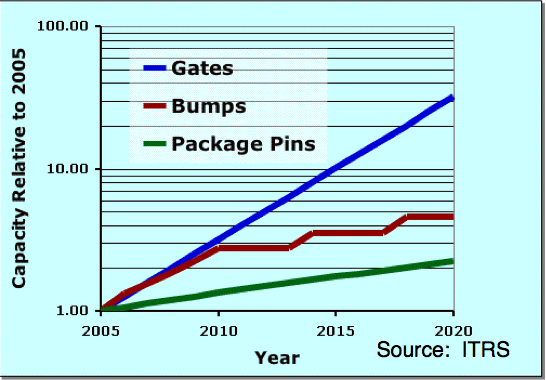 100.00
Gates
Bumps
Package Pins
10.00
1.00
Capacity Relative to 2005
2005 2010 2015 2020
Year
Source: ITRS